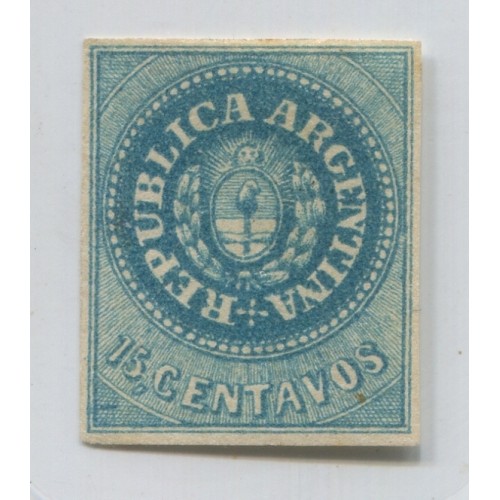 REPUBLICA ARGENTINA
15, CENTAVOS